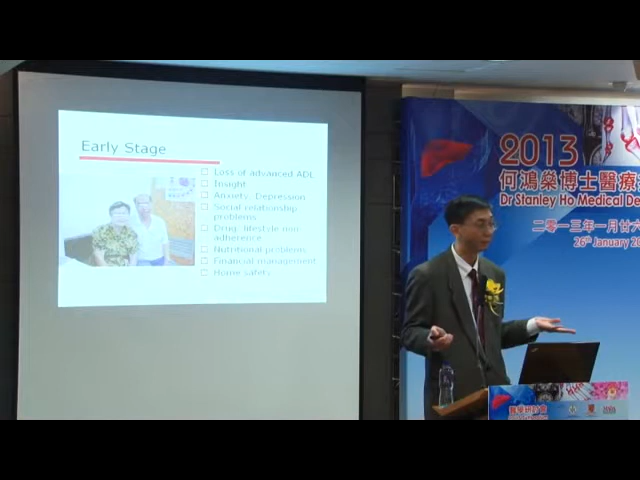 Early Stage
Loss of advanced ADL
Insight
Anxiety, Depression
Social relationship
problems
Drug, lifestyle non
adherence
Nutritional problems
Financial management
Home safety
2013
何鴻燊博士醫療
Dr Stanley Ho Medical De
二零一三年一月廿六
26th January 20